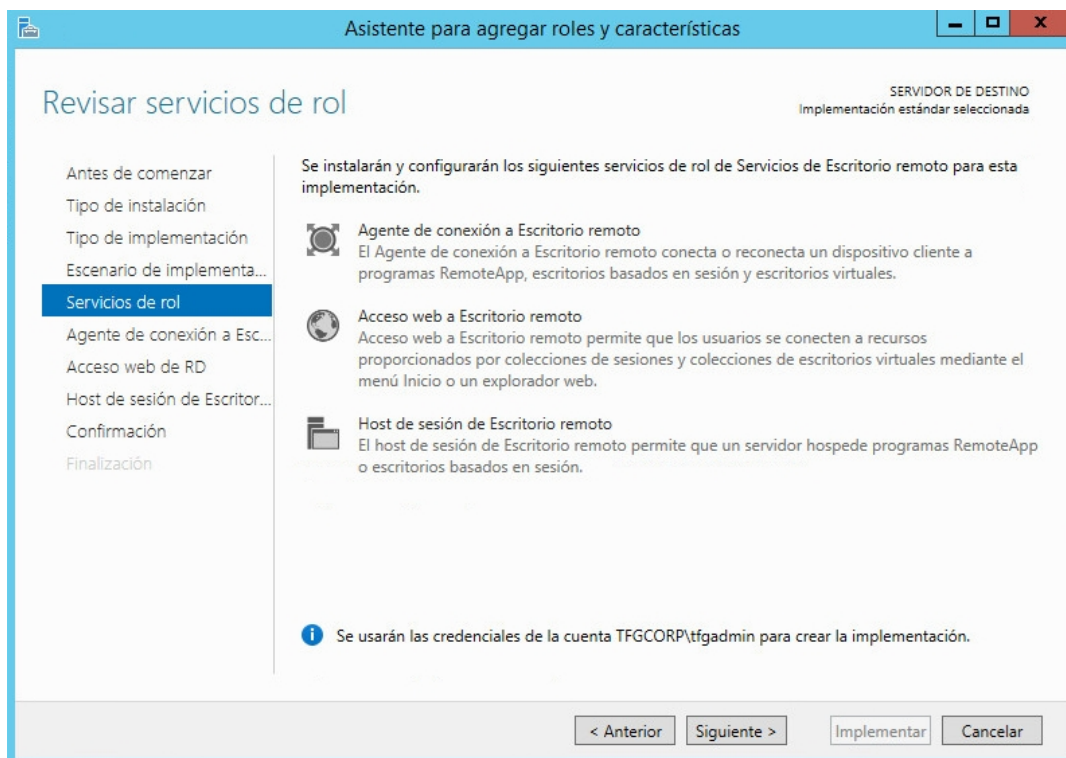 Asistente para agregar roles y características
Revisar servicios de rol
SERVIDOR DE DESTINO
Implementación estándar seleccionada
Antes de comenzar
Tipo de instalación
Tipo de implementación
Escenario de implementa...
Servicios de rol
Agente de conexión a Esc...
Acceso web de RD
Host de sesión de Escritor...
Confirmación
Finalización
Se instalarán y configurarán los siguientes servicios de rol de Servicios de Escritorio remoto para esta
implementación.
Agente de conexión a Escritorio remoto
El Agente de conexión a Escritorio remoto conecta o reconecta un dispositivo cliente a
programas RemoteApp, escritorios basados en sesión y escritorios virtuales.
Acceso web a Escritorio remoto
Acceso web a Escritorio remoto permite que los usuarios se conecten a recursos
proporcionados por colecciones de sesiones y colecciones de escritorios virtuales mediante el
menú Inicio o un explorador web.
Host de sesión de Escritorio remoto
El host de sesión de Escritorio remoto permite que un servidor hospede programas RemoteApp
o escritorios basados en sesión.
Se usarán las credenciales de la cuenta TFGCORP\tfgadmin para crear la implementación.
< Anterior
Siguiente >
Implementar
Cancelar